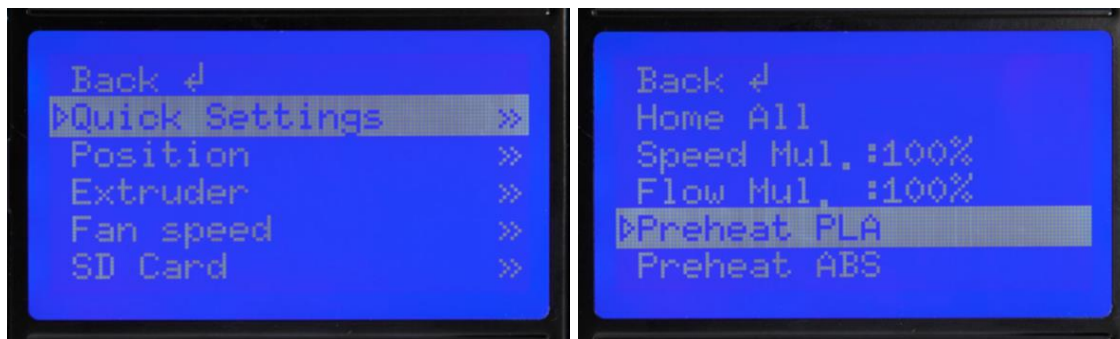 Back ↲
▹Quick Settings »
Position »
Extruder »
Fan speed »
SD Card »
Back ↲
Home All
Speed Mul.:100%
Flow Mul. :100%
▹Preheat PLA
Preheat ABS